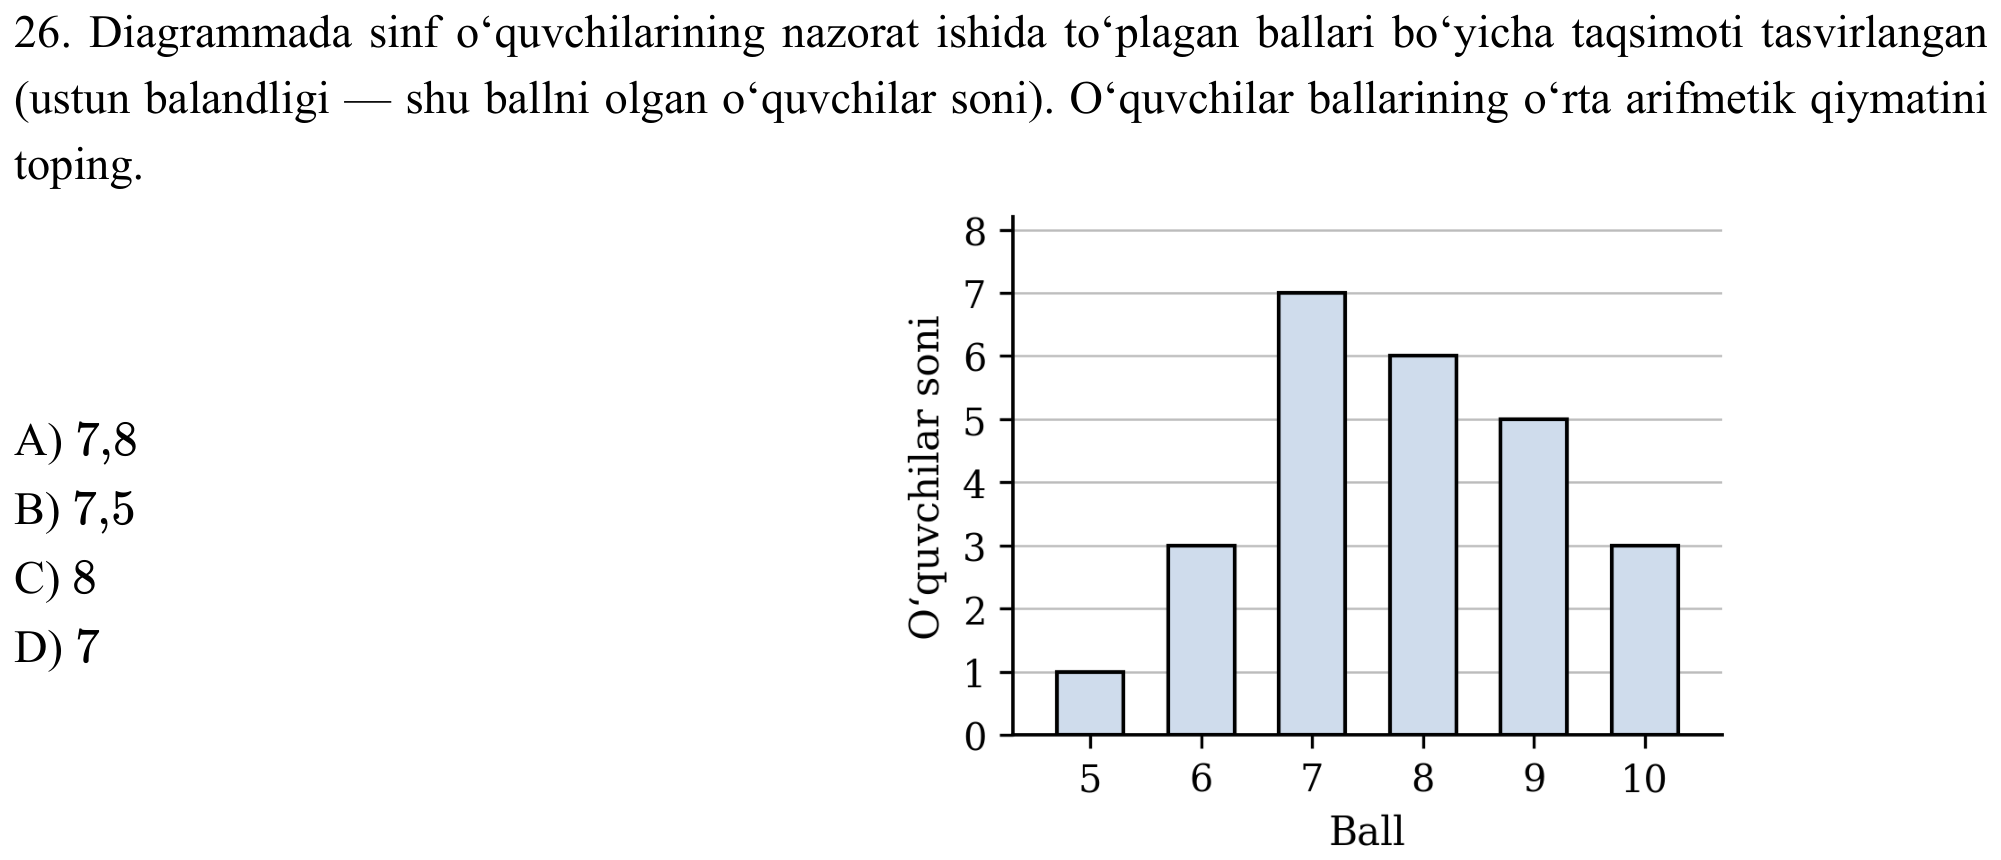 26. Diagrammada sinf o‘quvchilarining nazorat ishida to‘plagan ballari bo‘yicha taqsimoti tasvirlangan
(ustun balandligi — shu ballni olgan o‘quvchilar soni). O‘quvchilar ballarining o‘rta arifmetik qiymatini
toping.
A) 7,8
B) 7,5
C) 8
D) 7
O‘quvchilar soni
8
7
6
5
4
3
2
1
0
5 6 7 8 9 10
Ball